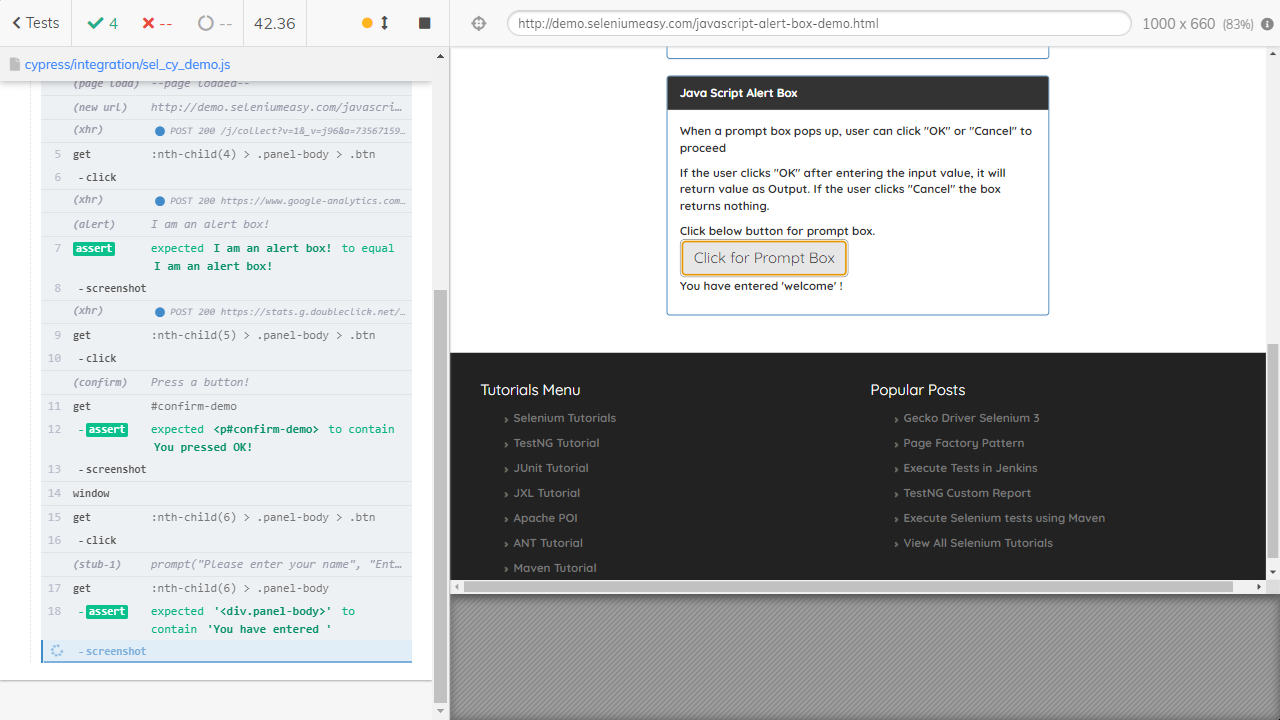 Tests
4
--
--
42.36
http://demo.seleniumeasy.com/javascript-alert-box-demo.html
1000 x 660 (83%)
cypress/integration/sel_cy_demo.js
(page load) --page loaded--
(new url) http://demo.seleniumeasy.com/javascri...
(xhr) POST 200 /j/collect?v=1&_v=j96&a=73567159...
5 get :nth-child(4) > .panel-body > .btn
6 - click
(xhr) POST 200 https://www.google-analytics.com...
(alert) I am an alert box!
7 assert expected I am an alert box! to equal
I am an alert box!
8 - screenshot
(xhr) POST 200 https://stats.g.doubleclick.net/...
9 get :nth-child(5) > .panel-body > .btn
10 - click
(confirm) Press a button!
11 get #confirm-demo
12 - assert expected <p#confirm-demo> to contain
You pressed OK!
13 - screenshot
14 window
15 get :nth-child(6) > .panel-body > .btn
16 - click
(stub-1) prompt("Please enter your name", "Ent...
17 get :nth-child(6) > .panel-body
18 - assert expected '<div.panel-body>' to
contain 'You have entered '
- screenshot
Java Script Alert Box
When a prompt box pops up, user can click "OK" or "Cancel" to
proceed
If the user clicks "OK" after entering the input value, it will
return value as Output. If the user clicks "Cancel" the box
returns nothing.
Click below button for prompt box.
Click for Prompt Box
You have entered 'welcome' !
Tutorials Menu
Selenium Tutorials
TestNG Tutorial
JUnit Tutorial
JXL Tutorial
Apache POI
ANT Tutorial
Maven Tutorial
Popular Posts
Gecko Driver Selenium 3
Page Factory Pattern
Execute Tests in Jenkins
TestNG Custom Report
Execute Selenium tests using Maven
View All Selenium Tutorials